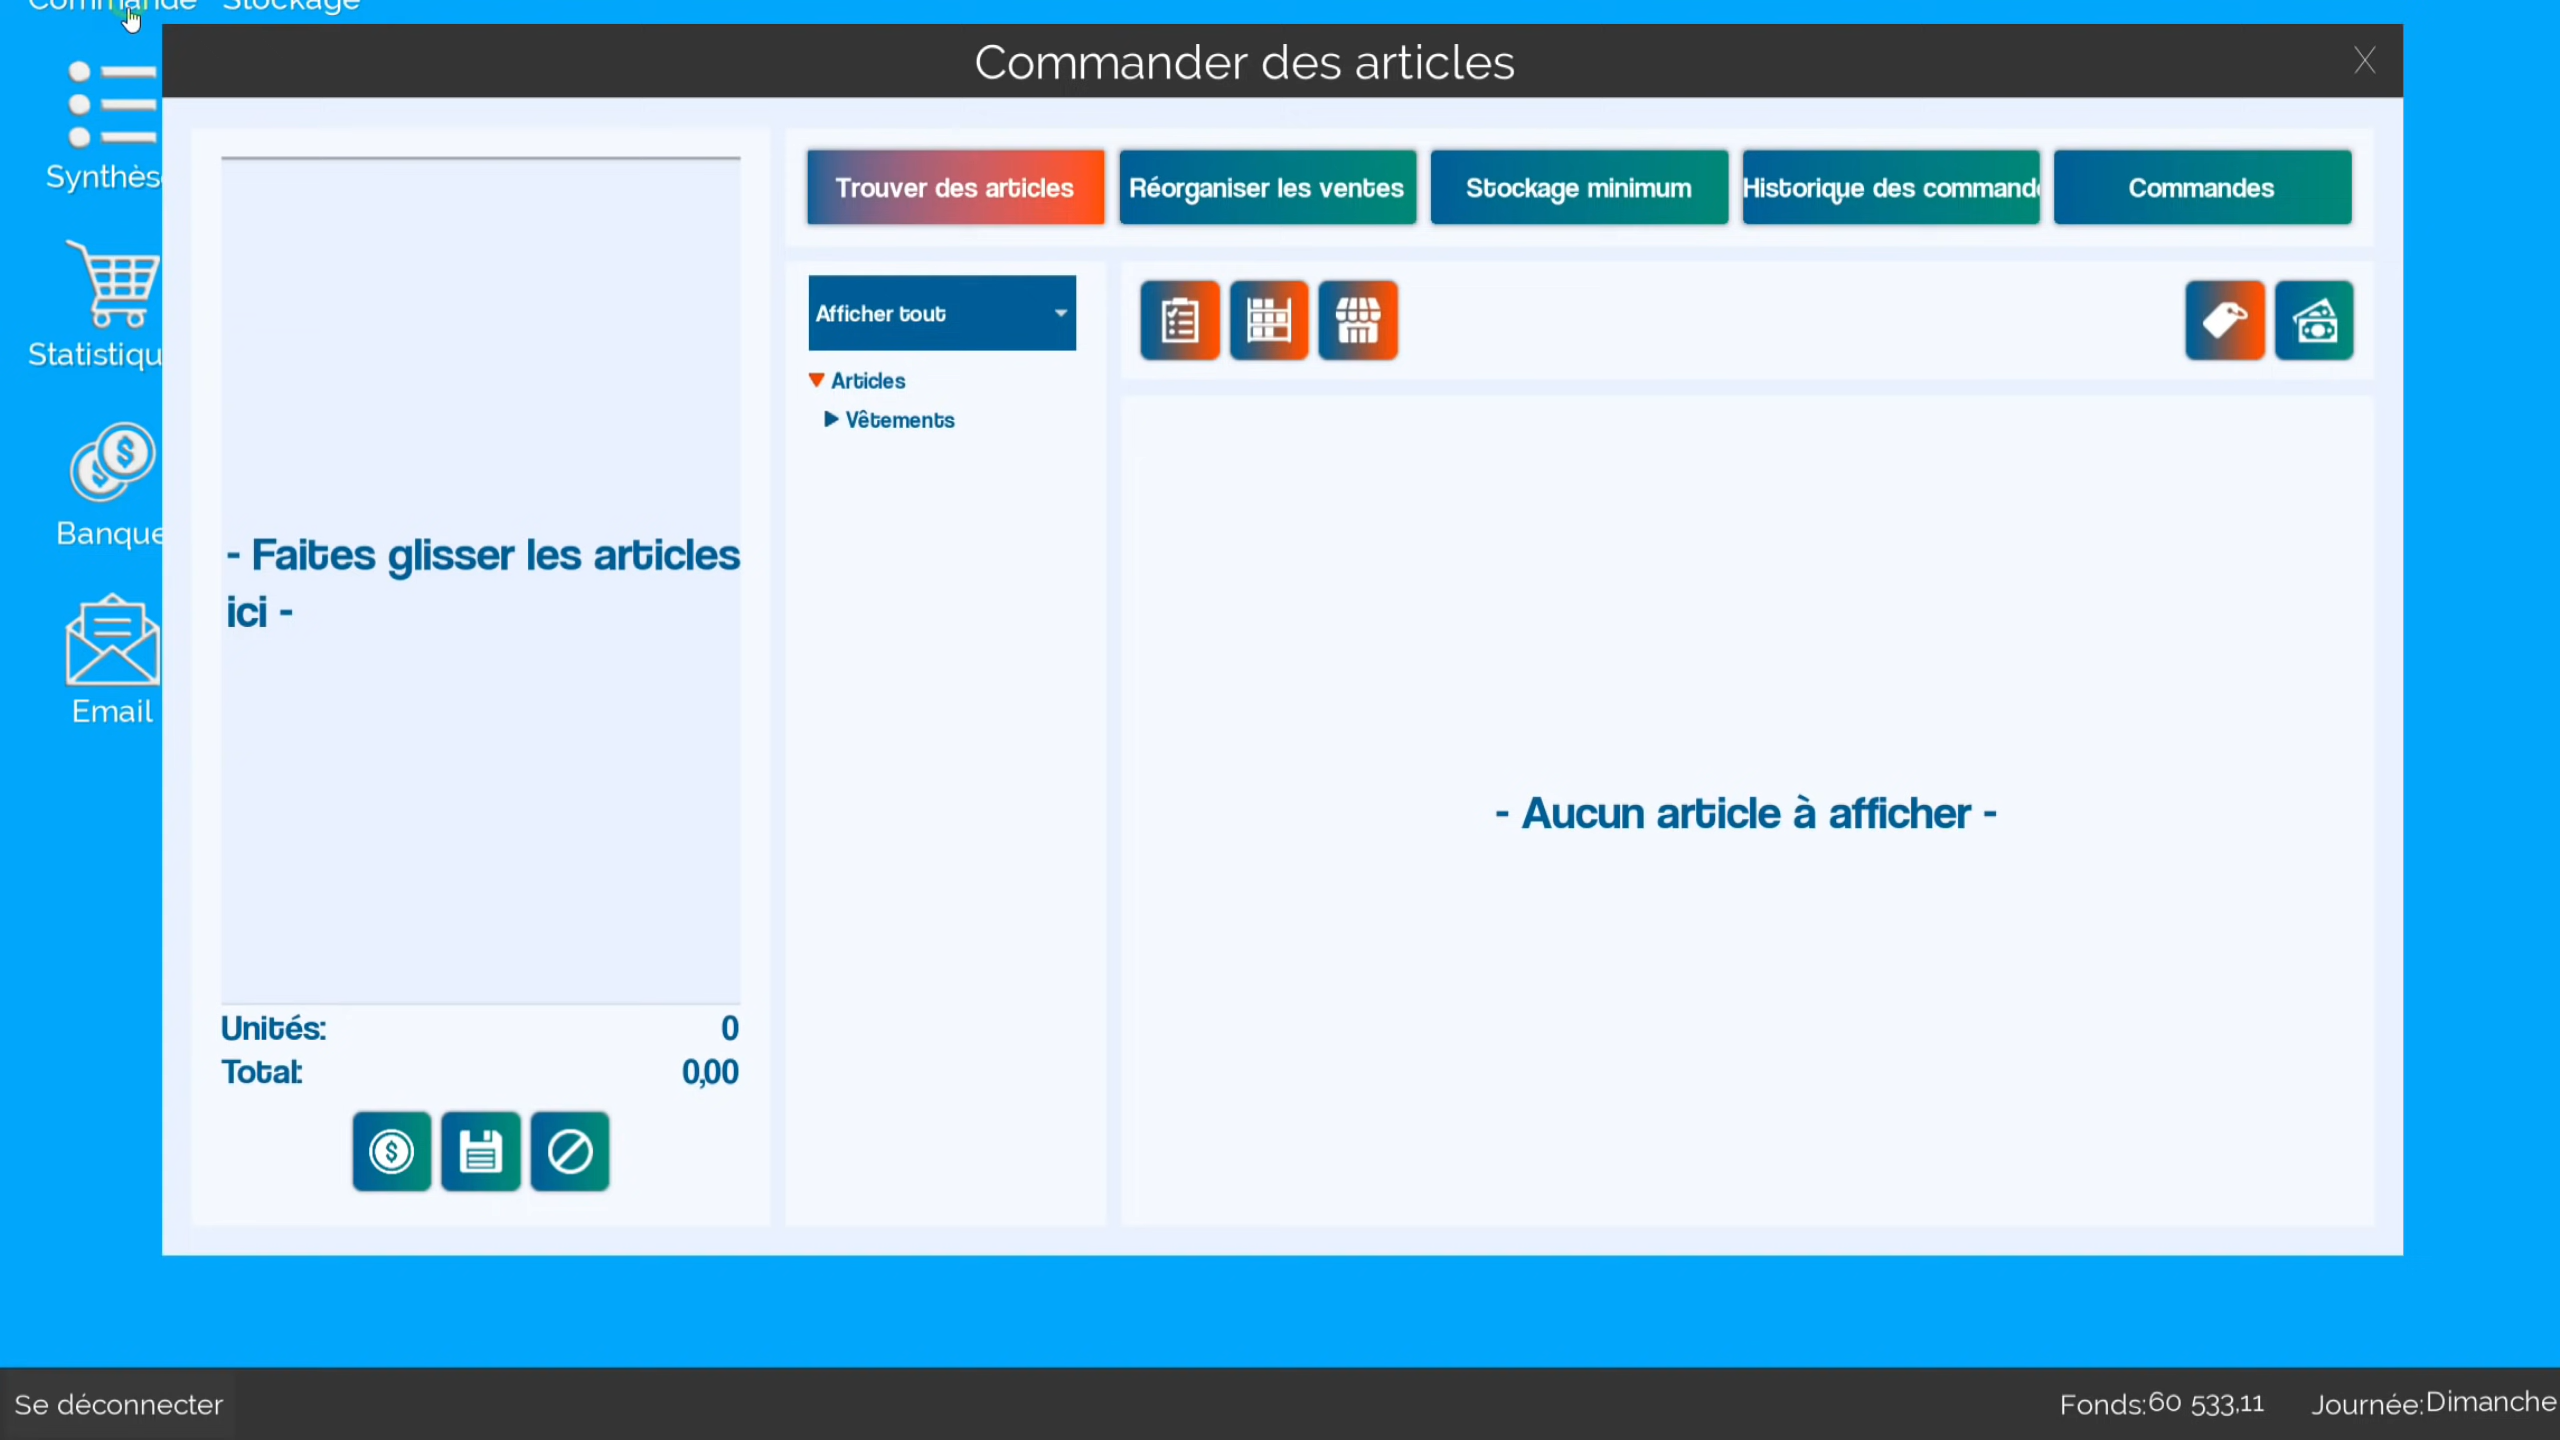 Commande Stockage
Commander des articles
X
Synthès
Statistiqu
Banque
Email
Trouver des articles
Réorganiser les ventes
Stockage minimum
Historique des command
Commandes
Afficher tout
Articles
Vêtements
- Faites glisser les articles
ici -
- Aucun article à afficher -
Unités: 0
Total: 0,00
Se déconnecter
Fonds:60 533,11
Journée:Dimanche